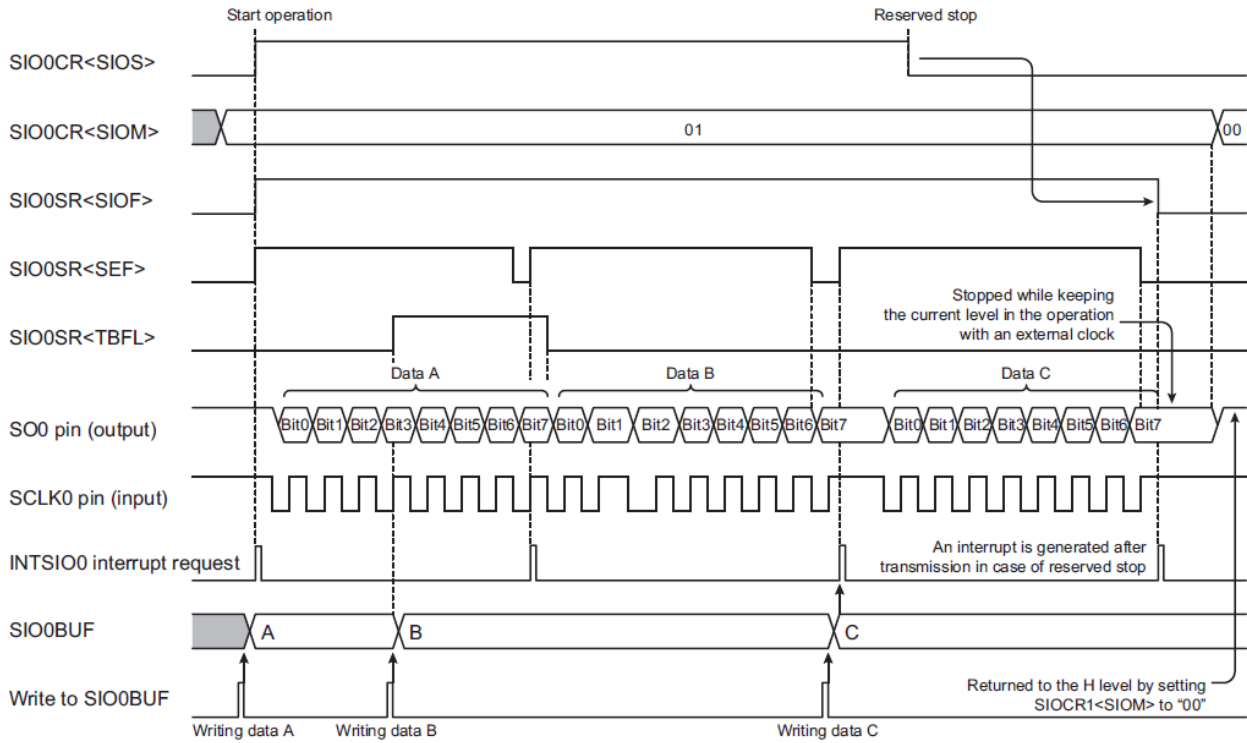 Start operation
Reserved stop
SIO0CR<SIOS>
SIO0CR<SIOM>
01
00
SIO0SR<SIOF>
SIO0SR<SEF>
Stopped while keeping
the current level in the operation
with an external clock
SIO0SR<TBFL>
Data A
Data B
Data C
SO0 pin (output)
Bit0 Bit1 Bit2 Bit3 Bit4 Bit5 Bit6 Bit7 Bit0 Bit1 Bit2 Bit3 Bit4 Bit5 Bit6 Bit7 Bit0 Bit1 Bit2 Bit3 Bit4 Bit5 Bit6 Bit7
SCLK0 pin (input)
INTSIO0 interrupt request
An interrupt is generated after
transmission in case of reserved stop
SIO0BUF
A
B
C
Write to SIO0BUF
Returned to the H level by setting
SIOCR1<SIOM> to “00”
Writing data A
Writing data B
Writing data C